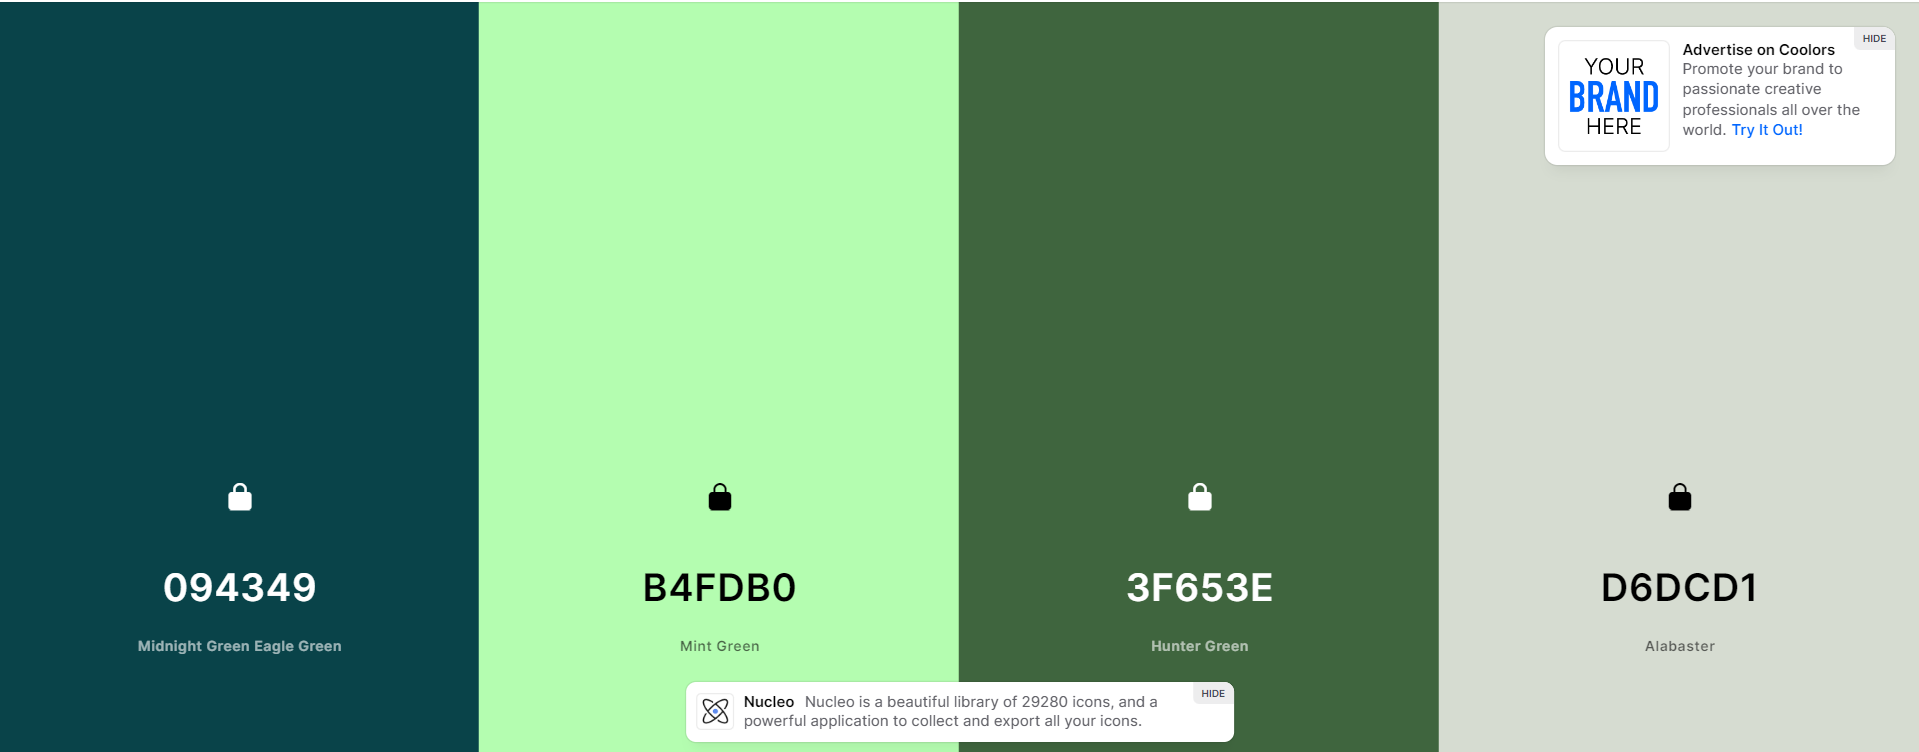 HIDE
YOUR
BRAND
HERE
Advertise on Coolors
Promote your brand to
passionate creative
professionals all over the
world. Try It Out!
094349
Midnight Green Eagle Green
B4FDB0
Mint Green
3F653E
Hunter Green
D6DCD1
Alabaster
HIDE
Nucleo Nucleo is a beautiful library of 29280 icons, and a
powerful application to collect and export all your icons.